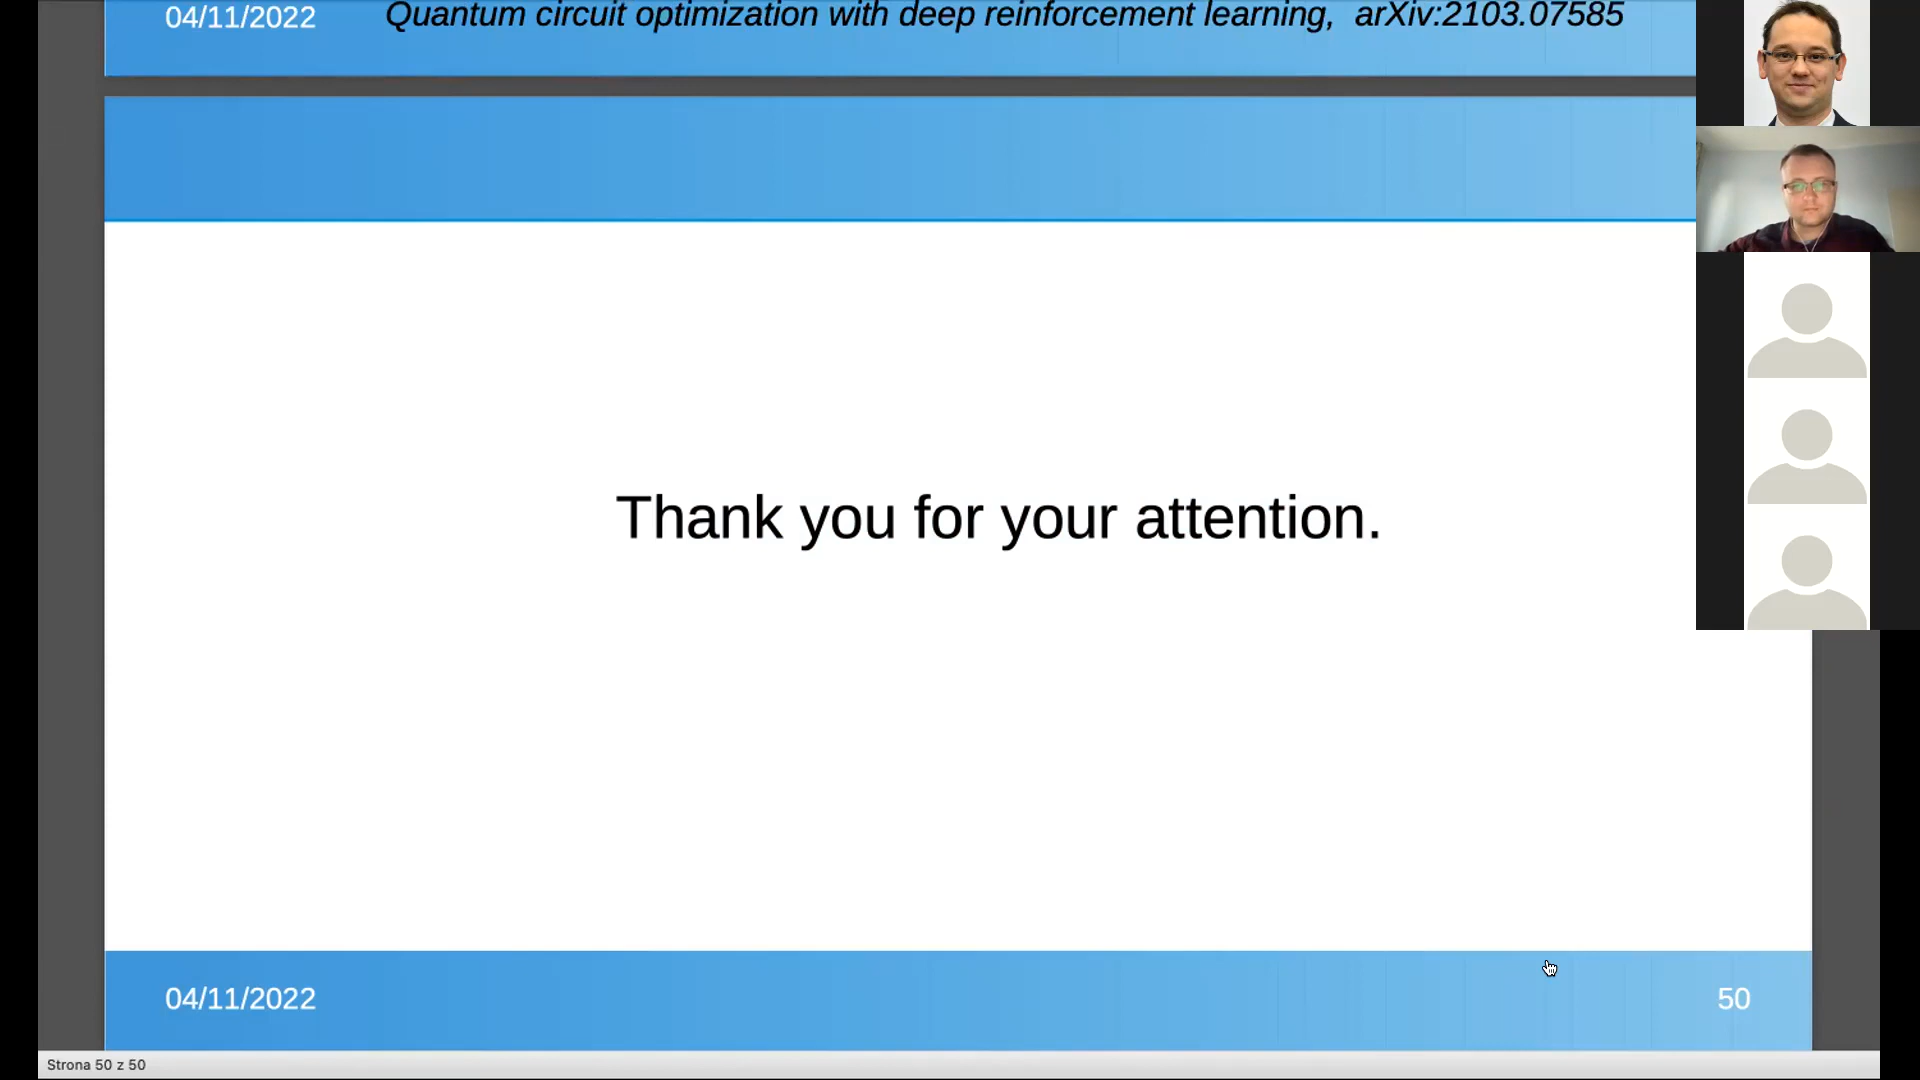 04/11/2022 Quantum circuit optimization with deep reinforcement learning, arXiv:2103.07585
Thank you for your attention.
04/11/2022 50
Strona 50 z 50